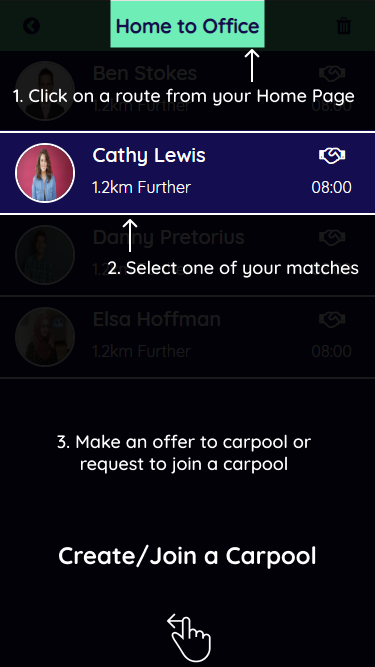 Home to Office
Ben Stokes
1. Click on a route from your Home Page
1.2km Further
Cathy Lewis
1.2km Further
08:00
Danny Pretorius
2. Select one of your matches
Elsa Hoffman
1.2km Further
08:00
3. Make an offer to carpool or
request to join a carpool
Create/Join a Carpool